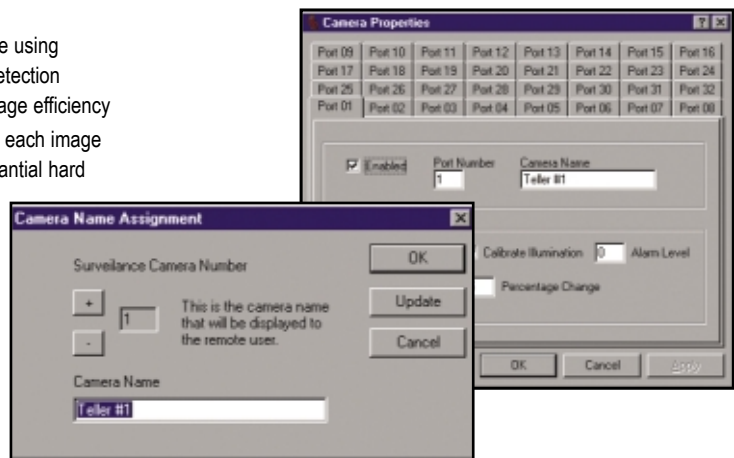 e using
etection
age efficiency
each image
antial hard
Camera Properties
Port 09 Port 10 Port 11 Port 12 Port 13 Port 14 Port 15 Port 16
Port 17 Port 18 Port 19 Port 20 Port 21 Port 22 Port 23 Port 24
Port 25 Port 26 Port 27 Port 28 Port 29 Port 30 Port 31 Port 32
Port 01 Port 02 Port 03 Port 04 Port 05 Port 06 Port 07 Port 08
Enabled Port Number Camera Name
1 Teller #1
Calibrate Illumination 0 Alarm Level
Percentage Change
OK Cancel Apply
Camera Name Assignment
Surveilance Camera Number
+ 1 -
This is the camera name
that will be displayed to
the remote user.
OK
Update
Cancel
Camera Name
Teller #1